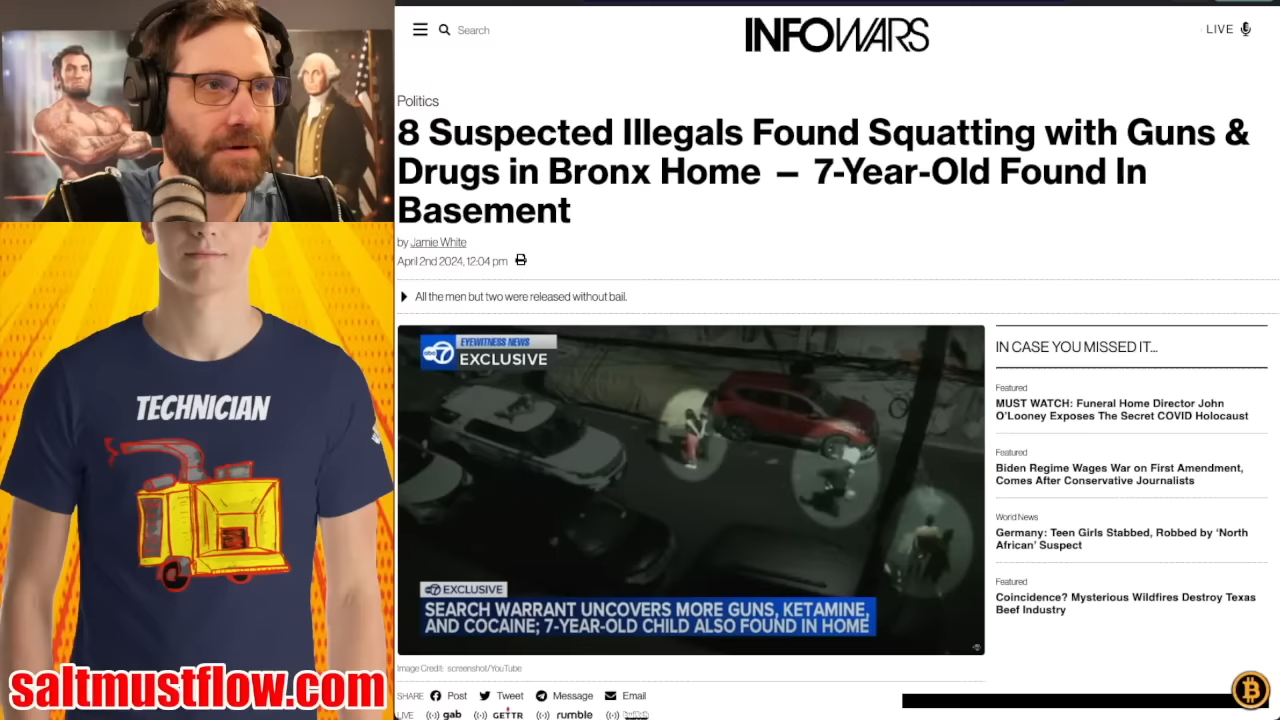 Search
INFOWARS
LIVE
Politics
8 Suspected Illegals Found Squatting with Guns &
Drugs in Bronx Home – 7-Year-Old Found In
Basement
by Jamie White
April 2nd 2024, 12:04 pm
All the men but two were released without bail.
abc 7
EYEWITNESS NEWS
EXCLUSIVE
abc 7 EXCLUSIVE
SEARCH WARRANT UNCOVERS MORE GUNS, KETAMINE,
AND COCAINE; 7-YEAR-OLD CHILD ALSO FOUND IN HOME
Image Credit: screenshot/YouTube
SHARE Post Tweet Message Email
LIVE gab GETTR rumble twitch
IN CASE YOU MISSED IT...
Featured
MUST WATCH: Funeral Home Director John
O'Looney Exposes The Secret COVID Holocaust
Featured
Biden Regime Wages War on First Amendment,
Comes After Conservative Journalists
World News
Germany: Teen Girls Stabbed, Robbed by 'North
African' Suspect
Featured
Coincidence? Mysterious Wildfires Destroy Texas
Beef Industry
TECHNICIAN
saltmustflow.com